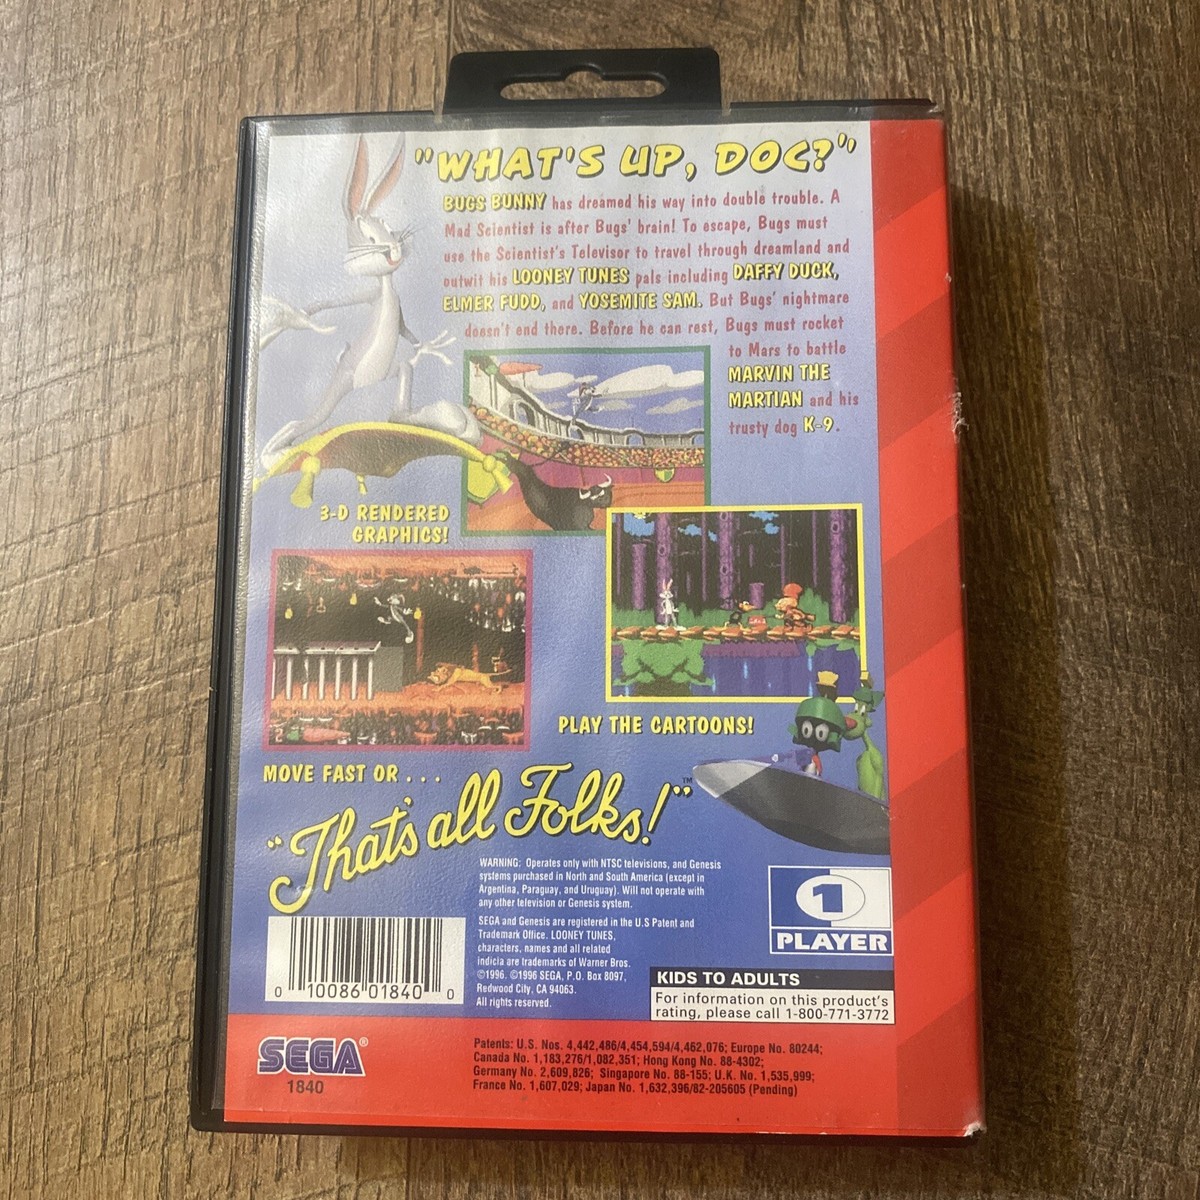 "WHAT'S UP, DOC?"
BUGS BUNNY has dreamed his way into double trouble. A
Mad Scientist is after Bugs' brain! To escape, Bugs must
use the Scientist's Televisor to travel through dreamland and
outwit his LOONEY TUNES pals including DAFFY DUCK,
ELMER FUDD, and YOSEMITE SAM. But Bugs' nightmare
doesn't end there. Before he can rest, Bugs must rocket
to Mars to battle
MARVIN THE
MARTIAN and his
trusty dog K-9.
3-D RENDERED
GRAPHICS!
PLAY THE CARTOONS!
MOVE FAST OR . . .
"That's all Folks!"™
WARNING: Operates only with NTSC televisions, and Genesis
systems purchased in North and South America (except in
Argentina, Paraguay, and Uruguay). Will not operate with
any other television or Genesis system.
SEGA and Genesis are registered in the U.S Patent and
Trademark Office. LOONEY TUNES,
characters, names and all related
indicia are trademarks of Warner Bros.
©1996. ©1996 SEGA, P.O. Box 8097,
Redwood City, CA 94063.
All rights reserved.
1
PLAYER
KIDS TO ADULTS
For information on this product's
rating, please call 1-800-771-3772
0 10086 01840 0
SEGA®
1840
Patents: U.S. Nos. 4,442,486/4,454,594/4,462,076; Europe No. 80244;
Canada No. 1,183,276/1,082,351; Hong Kong No. 88-4302;
Germany No. 2,609,826; Singapore No. 88-155; U.K. No. 1,535,999;
France No. 1,607,029; Japan No. 1,632,396/82-205605 (Pending)